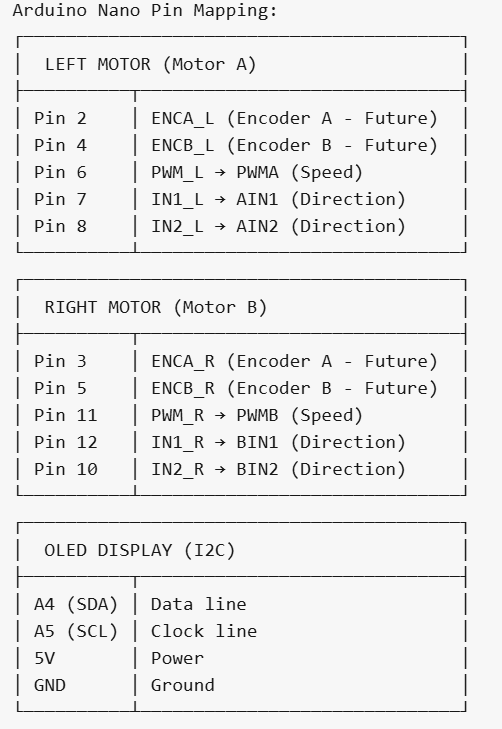 Arduino Nano Pin Mapping:
LEFT MOTOR (Motor A)
Pin 2 │ ENCA_L (Encoder A - Future)
Pin 4 │ ENCB_L (Encoder B - Future)
Pin 6 │ PWM_L → PWMA (Speed)
Pin 7 │ IN1_L → AIN1 (Direction)
Pin 8 │ IN2_L → AIN2 (Direction)
RIGHT MOTOR (Motor B)
Pin 3 │ ENCA_R (Encoder A - Future)
Pin 5 │ ENCB_R (Encoder B - Future)
Pin 11 │ PWM_R → PWMB (Speed)
Pin 12 │ IN1_R → BIN1 (Direction)
Pin 10 │ IN2_R → BIN2 (Direction)
OLED DISPLAY (I2C)
A4 (SDA) │ Data line
A5 (SCL) │ Clock line
5V │ Power
GND │ Ground